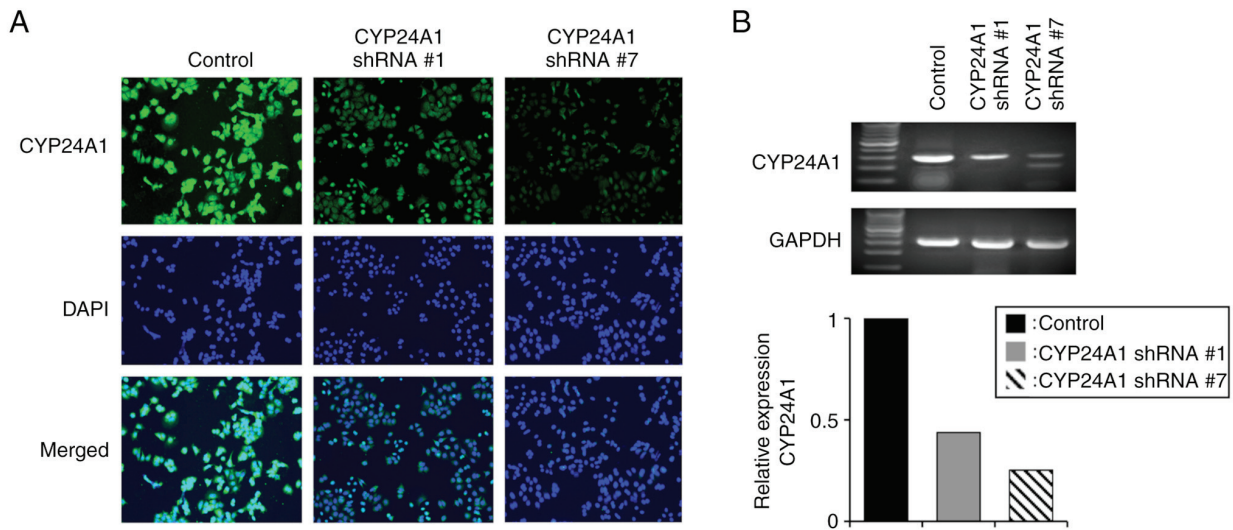 A
Control
CYP24A1
shRNA #1
CYP24A1
shRNA #7
CYP24A1
DAPI
Merged
B
Control
CYP24A1
shRNA #1
CYP24A1
shRNA #7
CYP24A1
GAPDH
Relative expression
CYP24A1
1
0.5
0
:Control
:CYP24A1 shRNA #1
:CYP24A1 shRNA #7